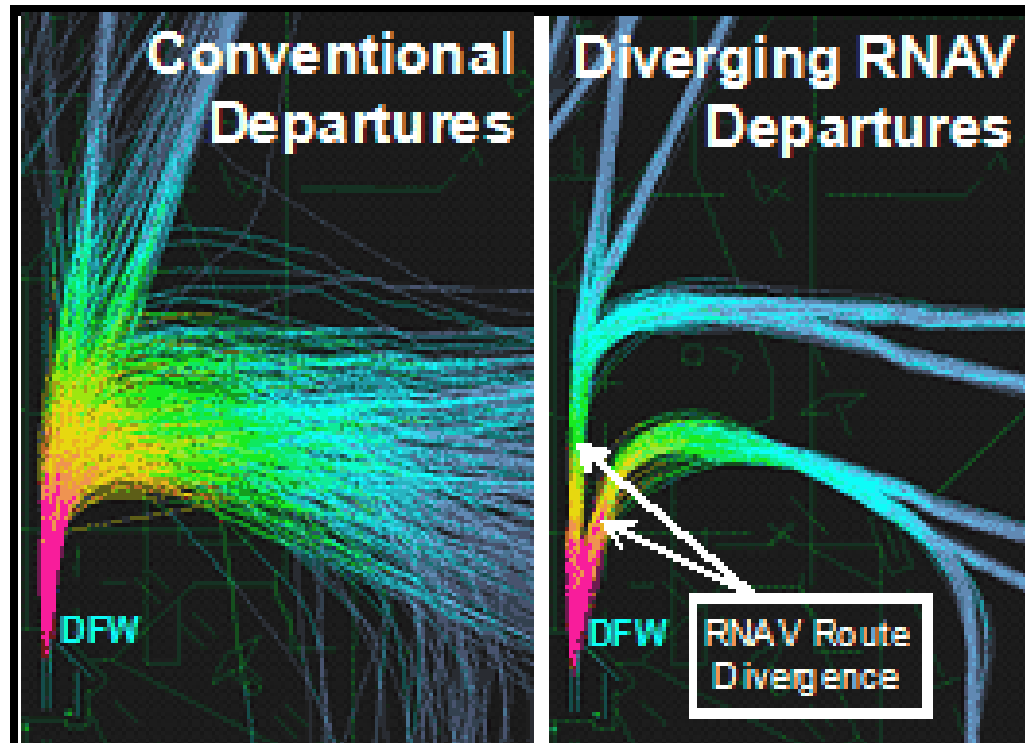 Conventional
Departures
DFW
Diverging RNAV
Departures
DFW
RNAV Route
Divergence